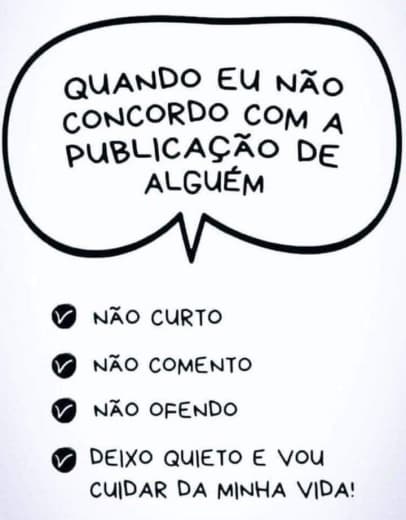 QUANDO EU NÃO
CONCORDO COM A
PUBLICAÇÃO DE
ALGUÉM
NÃO CURTO
NÃO COMENTO
NÃO OFENDO
DEIXO QUIETO E VOU
CUIDAR DA MINHA VIDA!